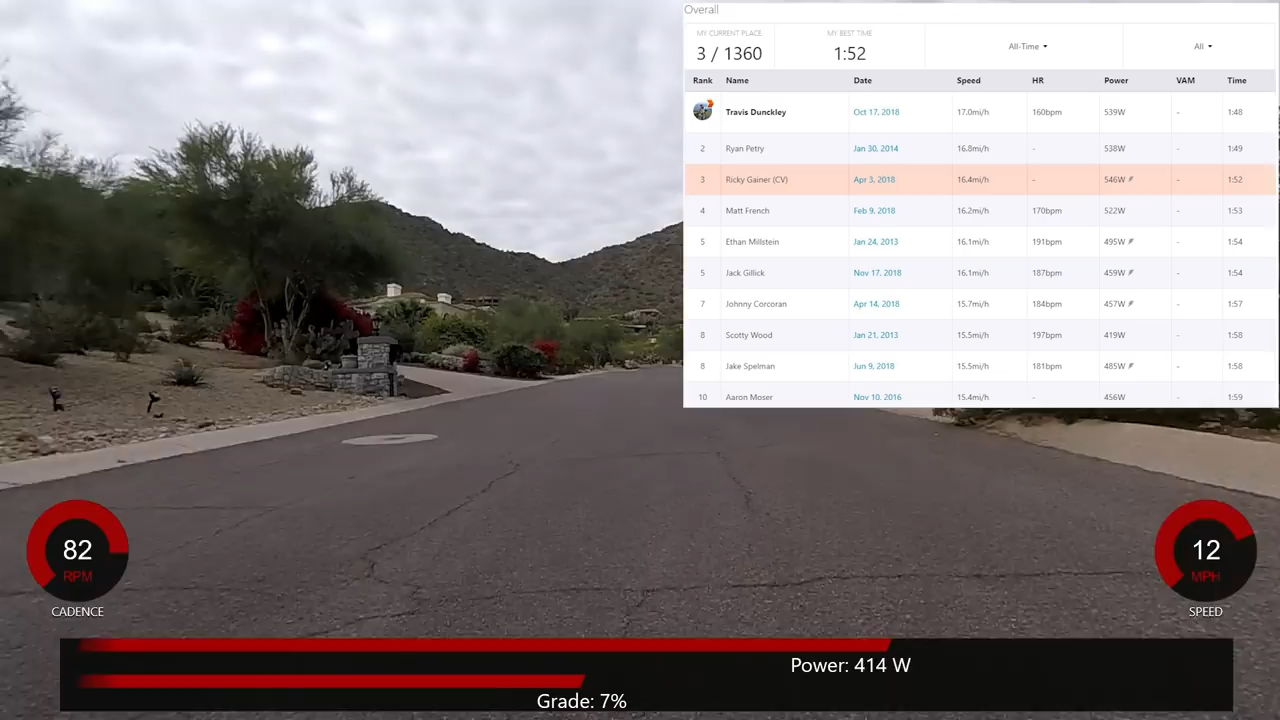 Overall
MY CURRENT PLACE MY BEST TIME
3 / 1360 1:52 All-Time All
Rank Name Date Speed HR Power VAM Time
Travis Dunckley Oct 17, 2018 17.0mi/h 160bpm 539W - 1:48
2 Ryan Petry Jan 30, 2014 16.8mi/h - 538W - 1:49
3 Ricky Gainer (CV) Apr 3, 2018 16.4mi/h - 546W - 1:52
4 Matt French Feb 9, 2018 16.2mi/h 170bpm 522W - 1:53
5 Ethan Millstein Jan 24, 2013 16.1mi/h 191bpm 495W - 1:54
5 Jack Gillick Nov 17, 2018 16.1mi/h 187bpm 459W - 1:54
7 Johnny Corcoran Apr 14, 2018 15.7mi/h 184bpm 457W - 1:57
8 Scotty Wood Jan 21, 2013 15.5mi/h 197bpm 419W - 1:58
8 Jake Spelman Jun 9, 2018 15.5mi/h 181bpm 485W - 1:58
10 Aaron Moser Nov 10, 2016 15.4mi/h - 456W - 1:59
82
RPM
CADENCE
12
MPH
SPEED
Power: 414 W
Grade: 7%